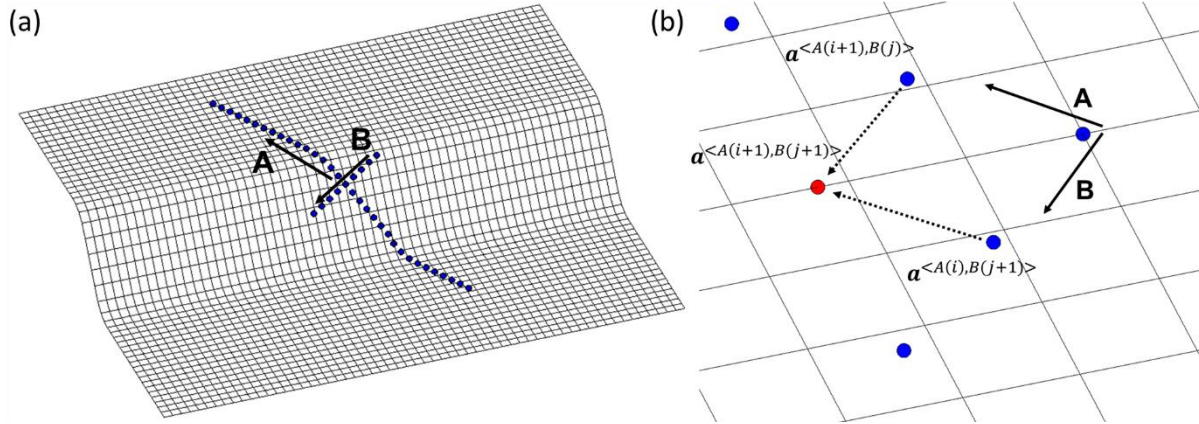 (a)
A
B
(b)
a^{<A(i+1),B(j)>}
A
a^{<A(i+1),B(j+1)>}
B
a^{<A(i),B(j+1)>}